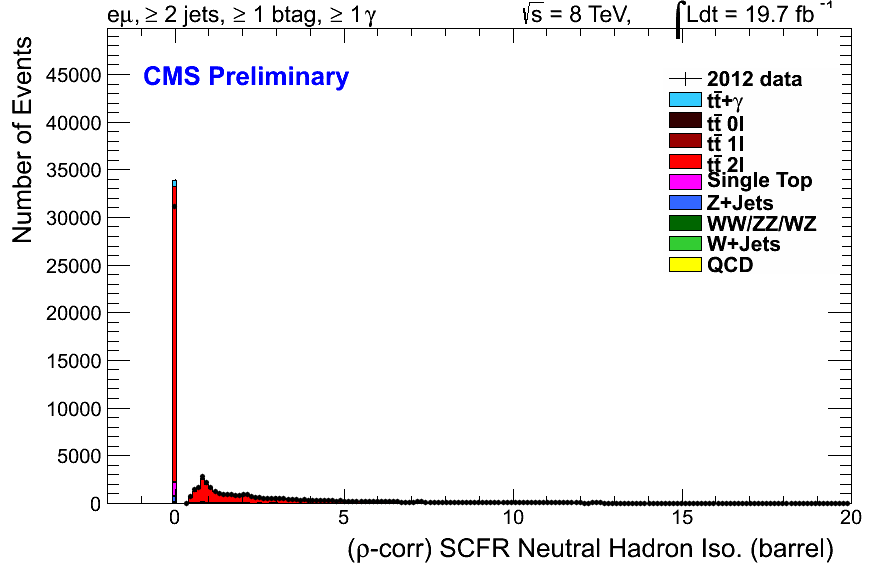 eμ, ≥ 2 jets, ≥ 1 btag, ≥ 1 γ
√s = 8 TeV, ∫Ldt = 19.7 fb⁻¹
CMS Preliminary
2012 data
tt̄+γ
tt̄ 0l
tt̄ 1l
tt̄ 2l
Single Top
Z+Jets
WW/ZZ/WZ
W+Jets
QCD
Number of Events
45000
40000
35000
30000
25000
20000
15000
10000
5000
0
0 5 10 15 20
(ρ-corr) SCFR Neutral Hadron Iso. (barrel)